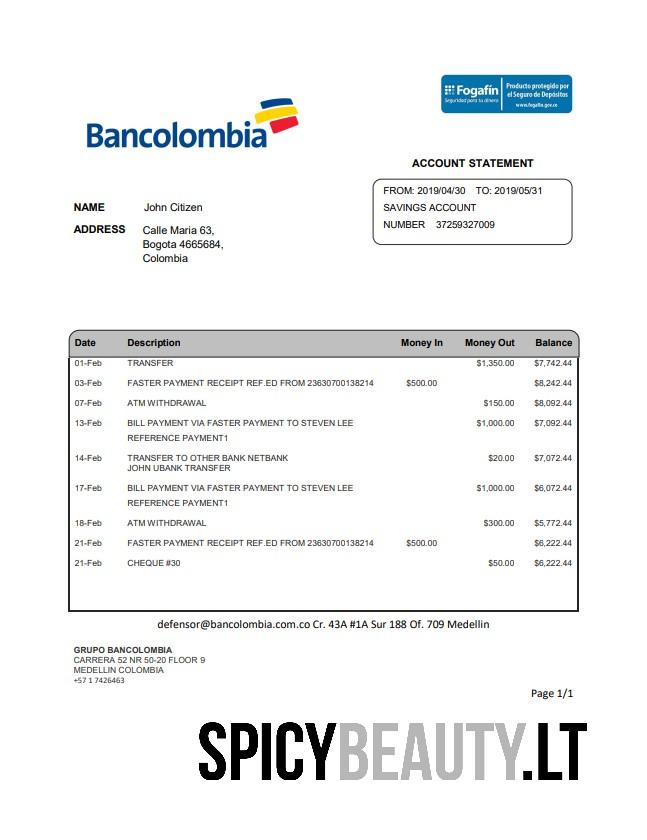 Fogafín
Seguridad para tu dinero
Producto protegido por
el Seguro de Depósitos
www.fogafin.gov.co
Bancolombia
ACCOUNT STATEMENT
FROM: 2019/04/30 TO: 2019/05/31
SAVINGS ACCOUNT
NUMBER 37259327009
NAME John Citizen
ADDRESS Calle Maria 63,
Bogota 4665684,
Colombia
Date Description Money In Money Out Balance
01-Feb TRANSFER $1,350.00 $7,742.44
03-Feb FASTER PAYMENT RECEIPT REF.ED FROM 23630700138214 $500.00 $8,242.44
07-Feb ATM WITHDRAWAL $150.00 $8,092.44
13-Feb BILL PAYMENT VIA FASTER PAYMENT TO STEVEN LEE $1,000.00 $7,092.44
REFERENCE PAYMENT1
14-Feb TRANSFER TO OTHER BANK NETBANK $20.00 $7,072.44
JOHN UBANK TRANSFER
17-Feb BILL PAYMENT VIA FASTER PAYMENT TO STEVEN LEE $1,000.00 $6,072.44
REFERENCE PAYMENT1
18-Feb ATM WITHDRAWAL $300.00 $5,772.44
21-Feb FASTER PAYMENT RECEIPT REF.ED FROM 23630700138214 $500.00 $6,222.44
21-Feb CHEQUE #30 $50.00 $6,222.44
defensor@bancolombia.com.co Cr. 43A #1A Sur 188 Of. 709 Medellin
GRUPO BANCOLOMBIA
CARRERA 52 NR 50-20 FLOOR 9
MEDELLIN COLOMBIA
+57 1 7426463
Page 1/1
SPICYBEAUTY.LT